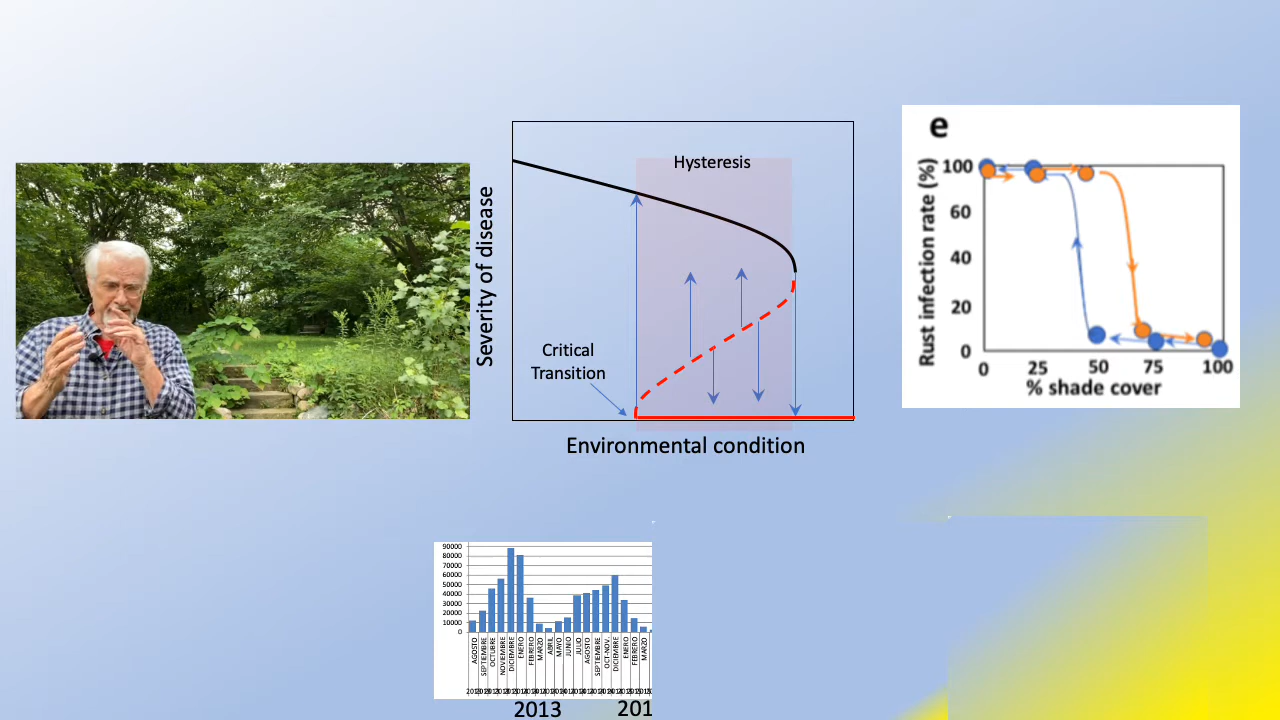 Hysteresis
Severity of disease
Critical
Transition
Environmental condition
e
Rust infection rate (%)
100
60
40
20
0
0
25
50
75
100
% shade cover
90000
80000
70000
60000
50000
40000
30000
20000
10000
0
AGOSTO
SEPTIEMBRE
OCTUBRE
NOVIEMBRE
DICIEMBRE
ENERO
FEBRERO
MARZO
ABRIL
MAYO
JUNIO
JULIO
AGOSTO
SEPTIEMBRE
OCT-NOV..
DICIEMBRE
ENERO
FEBRERO
MARZO
2013
201